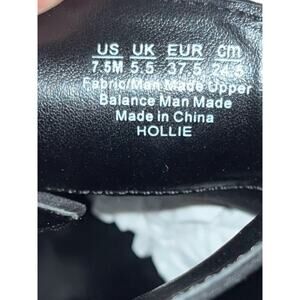 US UK EUR cm
7.5M 5.5 37.5 24.5
Fabric/Man Made Upper
Balance Man Made
Made in China
HOLLIE